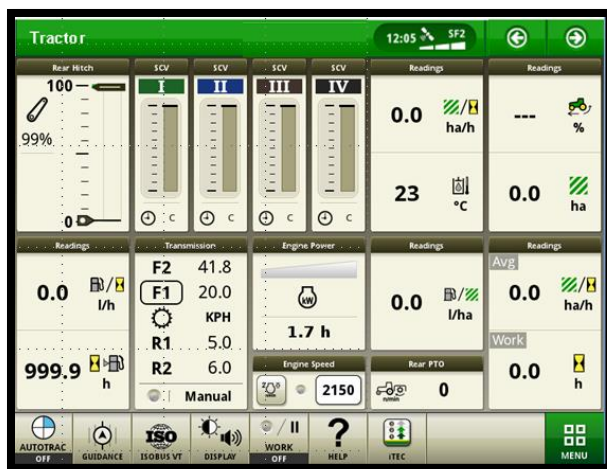 Tractor
12:05 SF2
Rear Hitch
100
99%
0
SCV
I
C
SCV
II
C
SCV
III
C
SCV
IV
C
Readings
0.0 ha/h
23 °C
Readings
--- %
0.0 ha
Readings
0.0 l/h
999.9 h
Transmission
F2 41.8
F1 20.0
KPH
R1 5.0
R2 6.0
Manual
Engine Power
kW
1.7 h
Engine Speed
2150
Readings
0.0 l/ha
Rear PTO
n/min 0
Readings
Avg
0.0 ha/h
Work
0.0 h
AUTOTRAC
OFF
GUIDANCE
ISO
ISOBUS VT
DISPLAY
WORK
OFF
?
HELP
iTEC
MENU